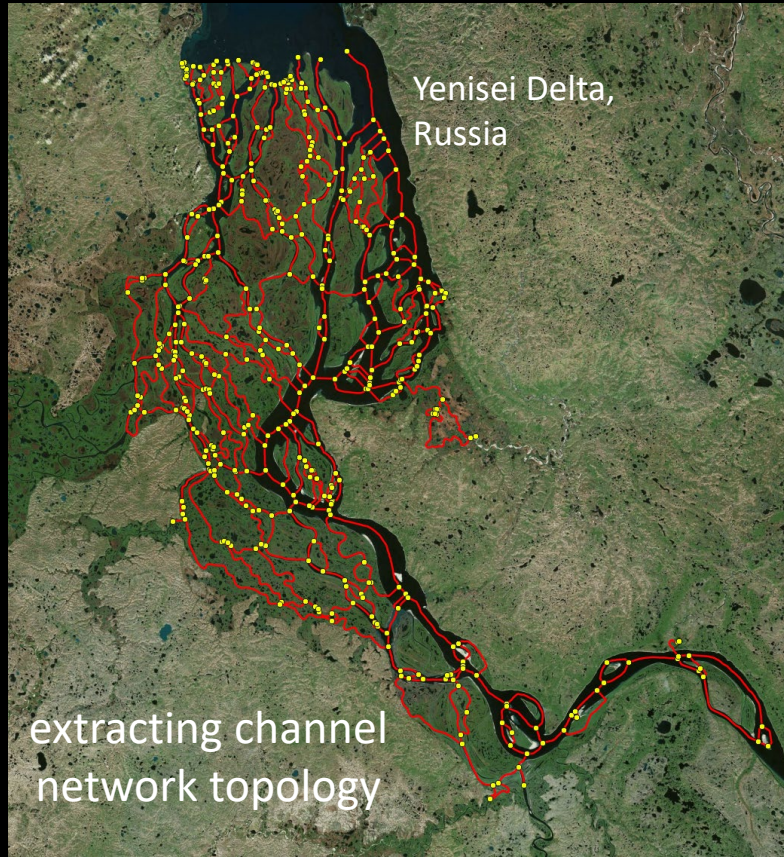 Yenisei Delta,
Russia
extracting channel
network topology